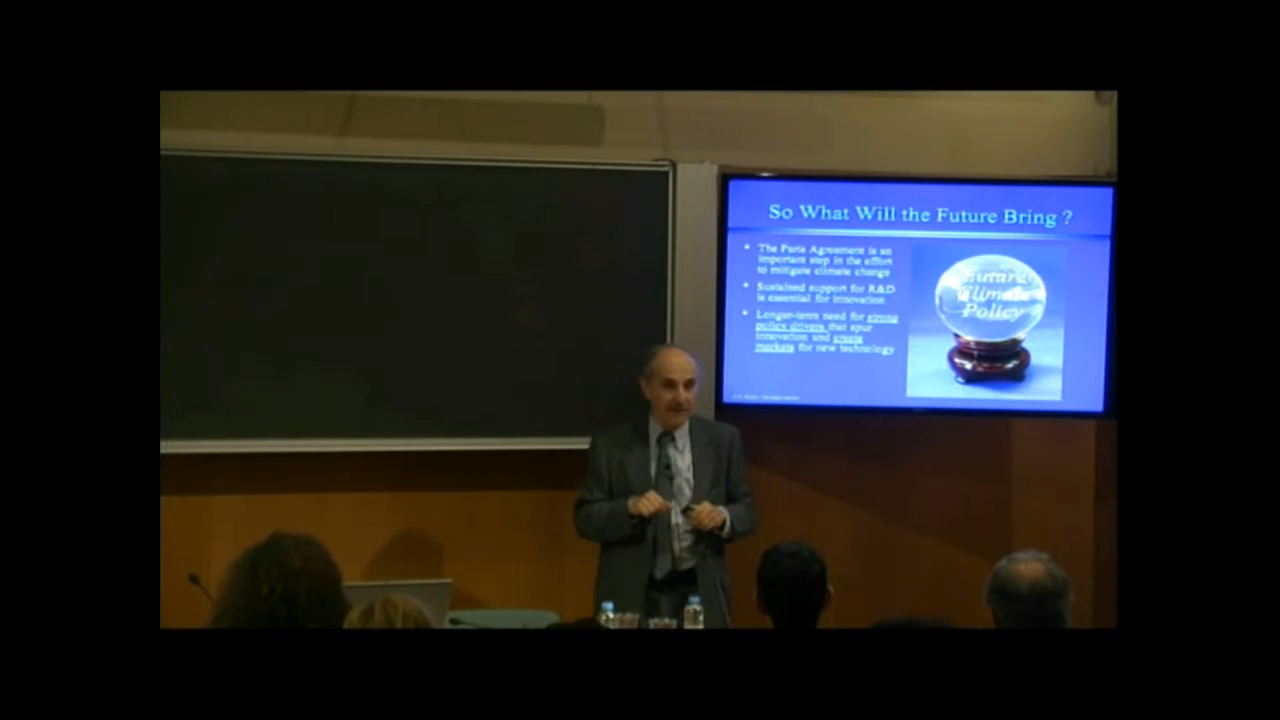 So What Will the Future Bring ?
• The Paris Agreement is an
important step in the effort
to mitigate climate change
• Sustained support for R&D
is essential for innovation
• Longer-term need for strong
policy drivers that spur
innovation and create
markets for new technology
Future
Climate
Policy